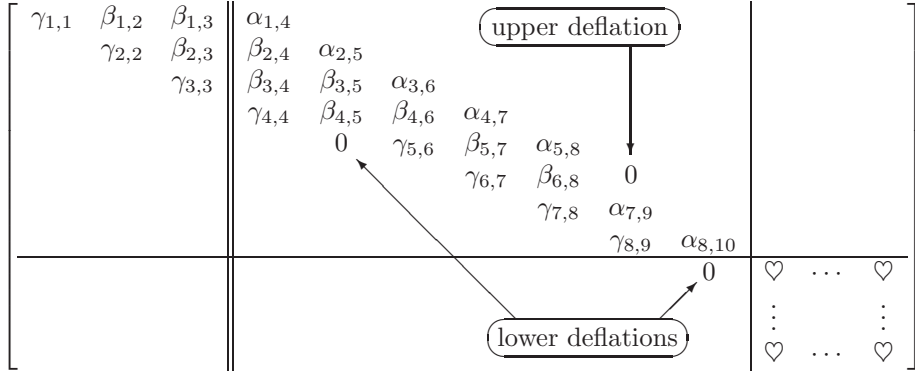 γ1,1 β1,2 β1,3 α1,4 upper deflation
γ2,2 β2,3 β2,4 α2,5
γ3,3 β3,4 β3,5 α3,6
γ4,4 β4,5 β4,6 α4,7
0 γ5,6 β5,7 α5,8
γ6,7 β6,8 0
γ7,8 α7,9
γ8,9 α8,10
0 ♡ ⋯ ♡
⋮ ⋮
lower deflations ♡ ⋯ ♡